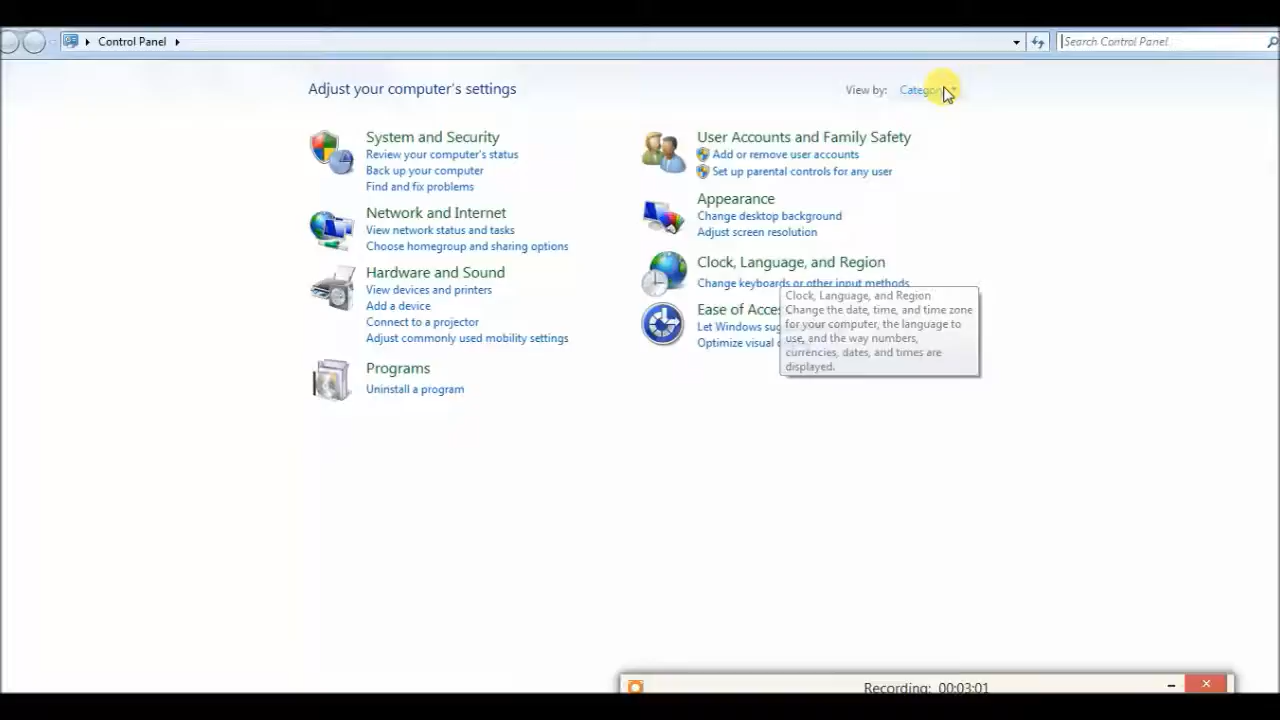 Control Panel
Search Control Panel
Adjust your computer's settings
View by:
System and Security
Review your computer's status
Back up your computer
Find and fix problems
Network and Internet
View network status and tasks
Choose homegroup and sharing options
Hardware and Sound
View devices and printers
Add a device
Connect to a projector
Adjust commonly used mobility settings
Programs
Uninstall a program
User Accounts and Family Safety
Add or remove user accounts
Set up parental controls for any user
Appearance
Change desktop background
Adjust screen resolution
Clock, Language, and Region
Change keyboards or other input methods
Ease of
Let Windows
Optimize visual
Clock, Language, and Region
Change the date, time, and time zone
for your computer, the language to
use, and the way numbers,
currencies, dates, and times are
displayed.
Recording: 00:03:01